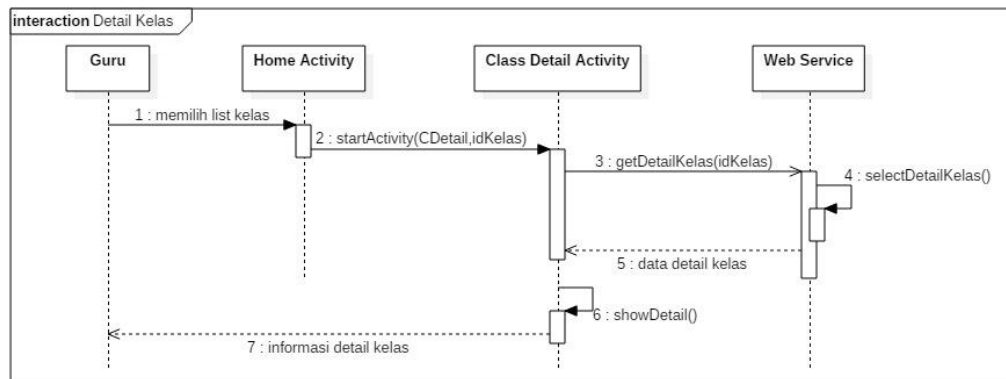 interaction Detail Kelas
Guru
Home Activity
Class Detail Activity
Web Service
1 : memilih list kelas
2 : startActivity(CDetail,idKelas)
3 : getDetailKelas(idKelas)
4 : selectDetailKelas()
5 : data detail kelas
6 : showDetail()
7 : informasi detail kelas